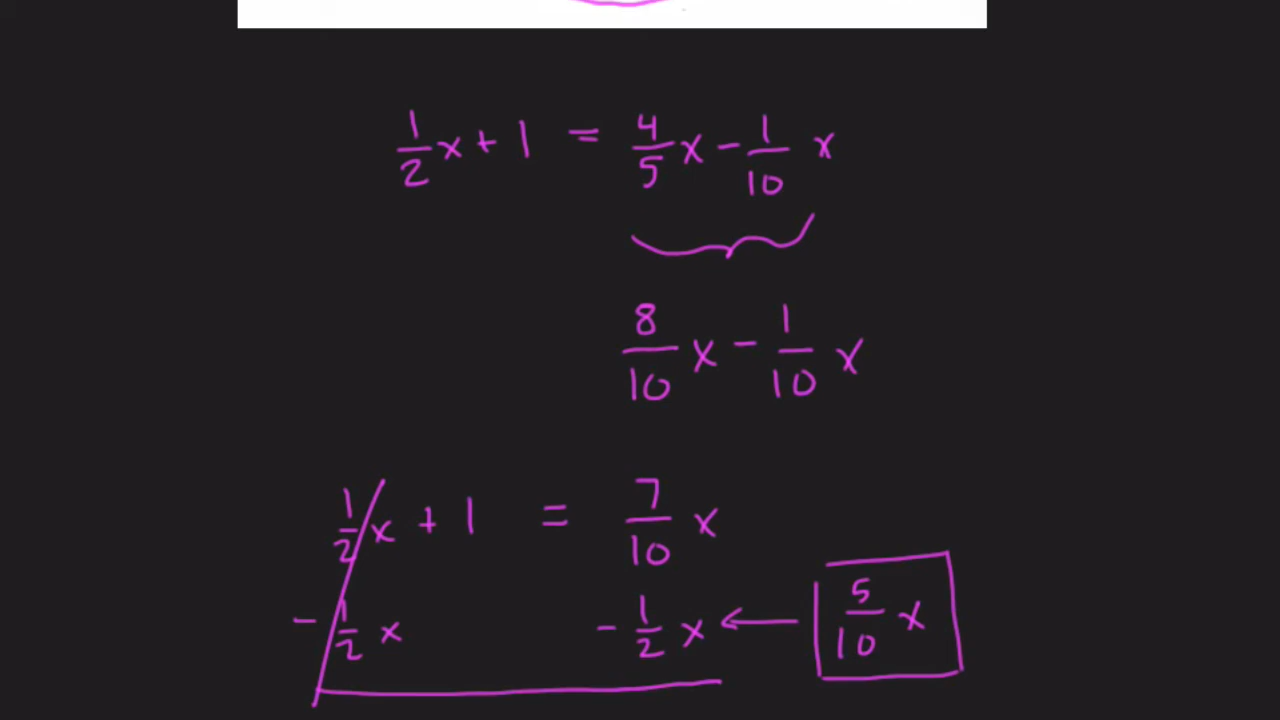 1/2 x + 1 = 4/5 x - 1/10 x
8/10 x - 1/10 x
1/2 x + 1 = 7/10 x
- 1/2 x - 1/2 x ← 5/10 x